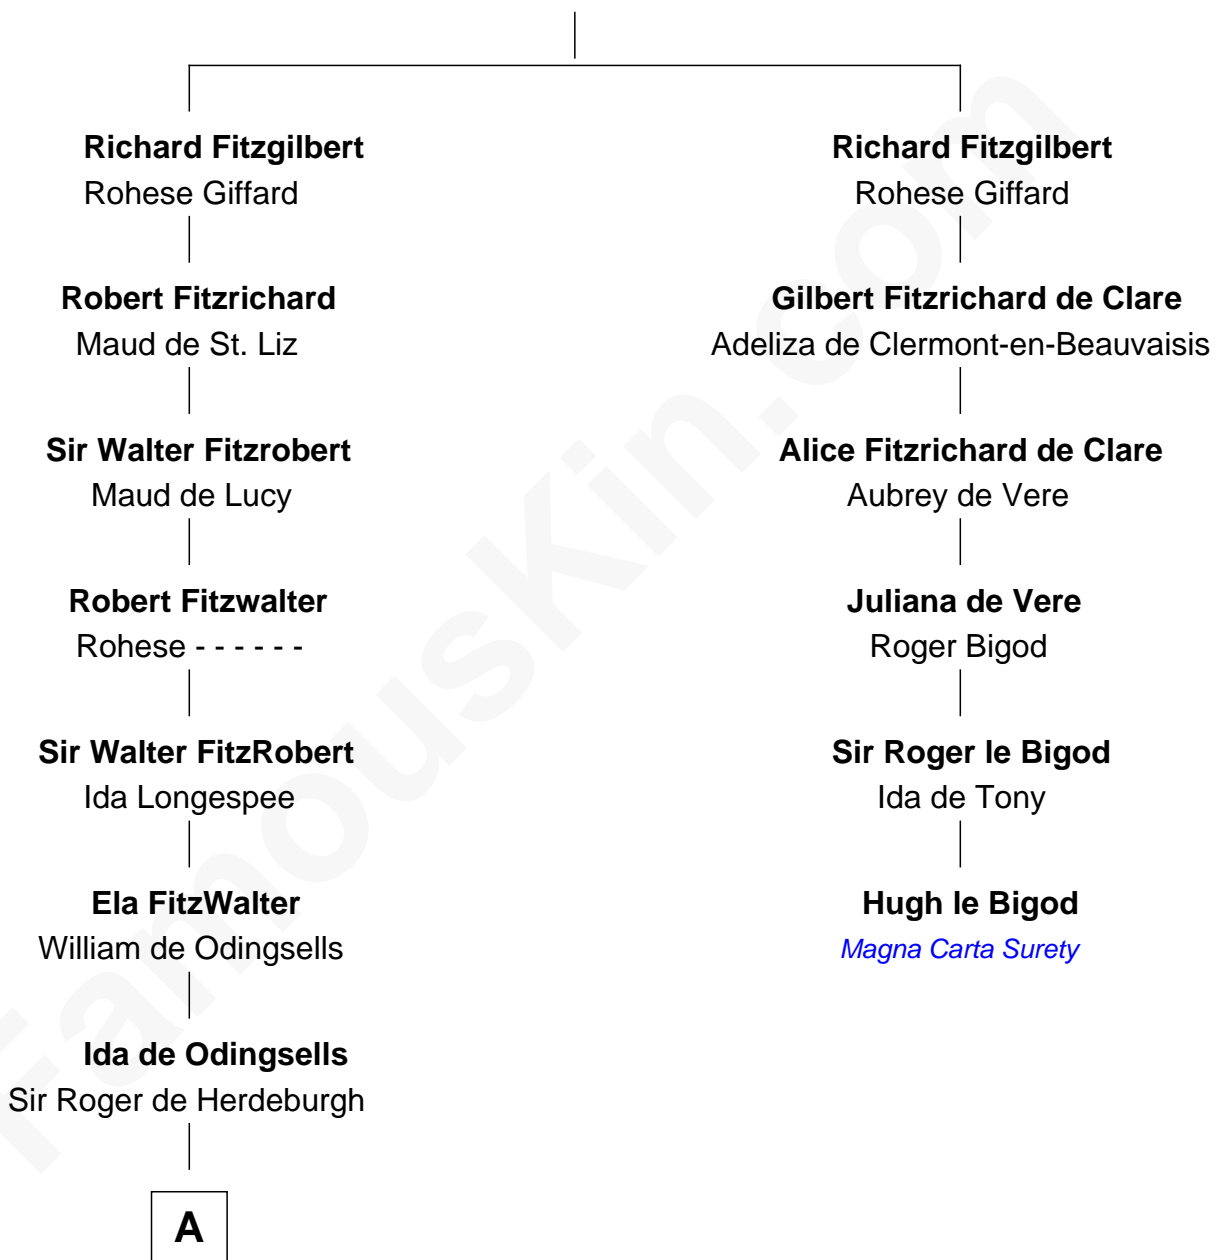 Richard Fitzgilbert
Rohese Giffard
Robert Fitzrichard
Maud de St. Liz
Sir Walter Fitzrobert
Maud de Lucy
Robert Fitzwalter
Rohese - - - - - -
Sir Walter FitzRobert
Ida Longespee
Ela FitzWalter
William de Odingsells
Ida de Odingsells
Sir Roger de Herdeburgh
A
Richard Fitzgilbert
Rohese Giffard
Gilbert Fitzrichard de Clare
Adeliza de Clermont-en-Beauvaisis
Alice Fitzrichard de Clare
Aubrey de Vere
Juliana de Vere
Roger Bigod
Sir Roger le Bigod
Ida de Tony
Hugh le Bigod
Magna Carta Surety
FamousKin.com